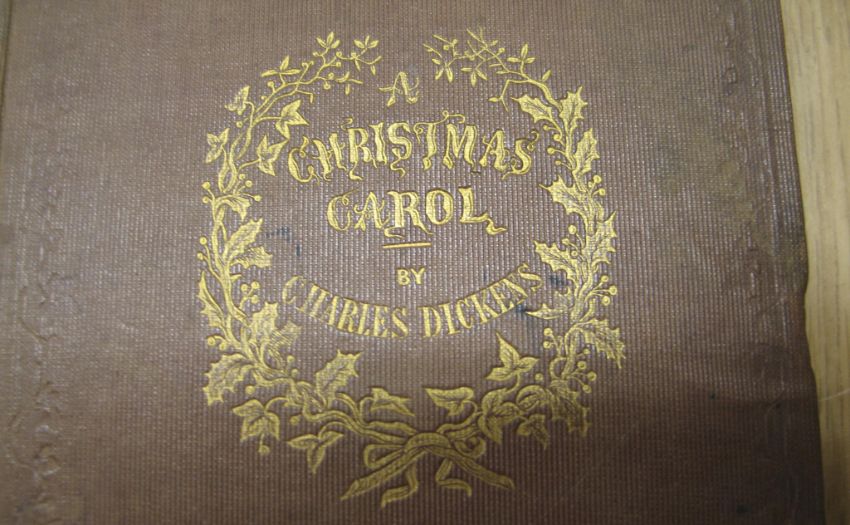 A
CHRISTMAS
CAROL
BY
CHARLES DICKENS